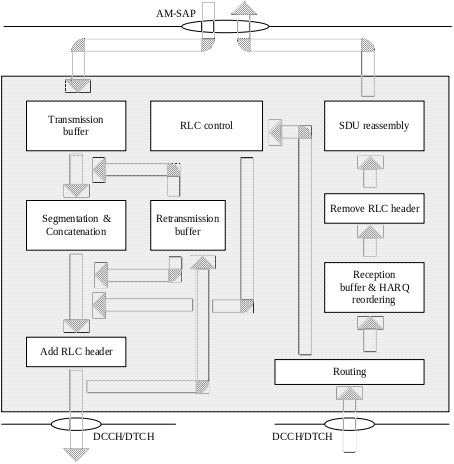 AM-SAP
Transmission
buffer
RLC control
SDU reassembly
Segmentation &
Concatenation
Retransmission
buffer
Remove RLC header
Reception
buffer & HARQ
reordering
Add RLC header
Routing
DCCH/DTCH
DCCH/DTCH